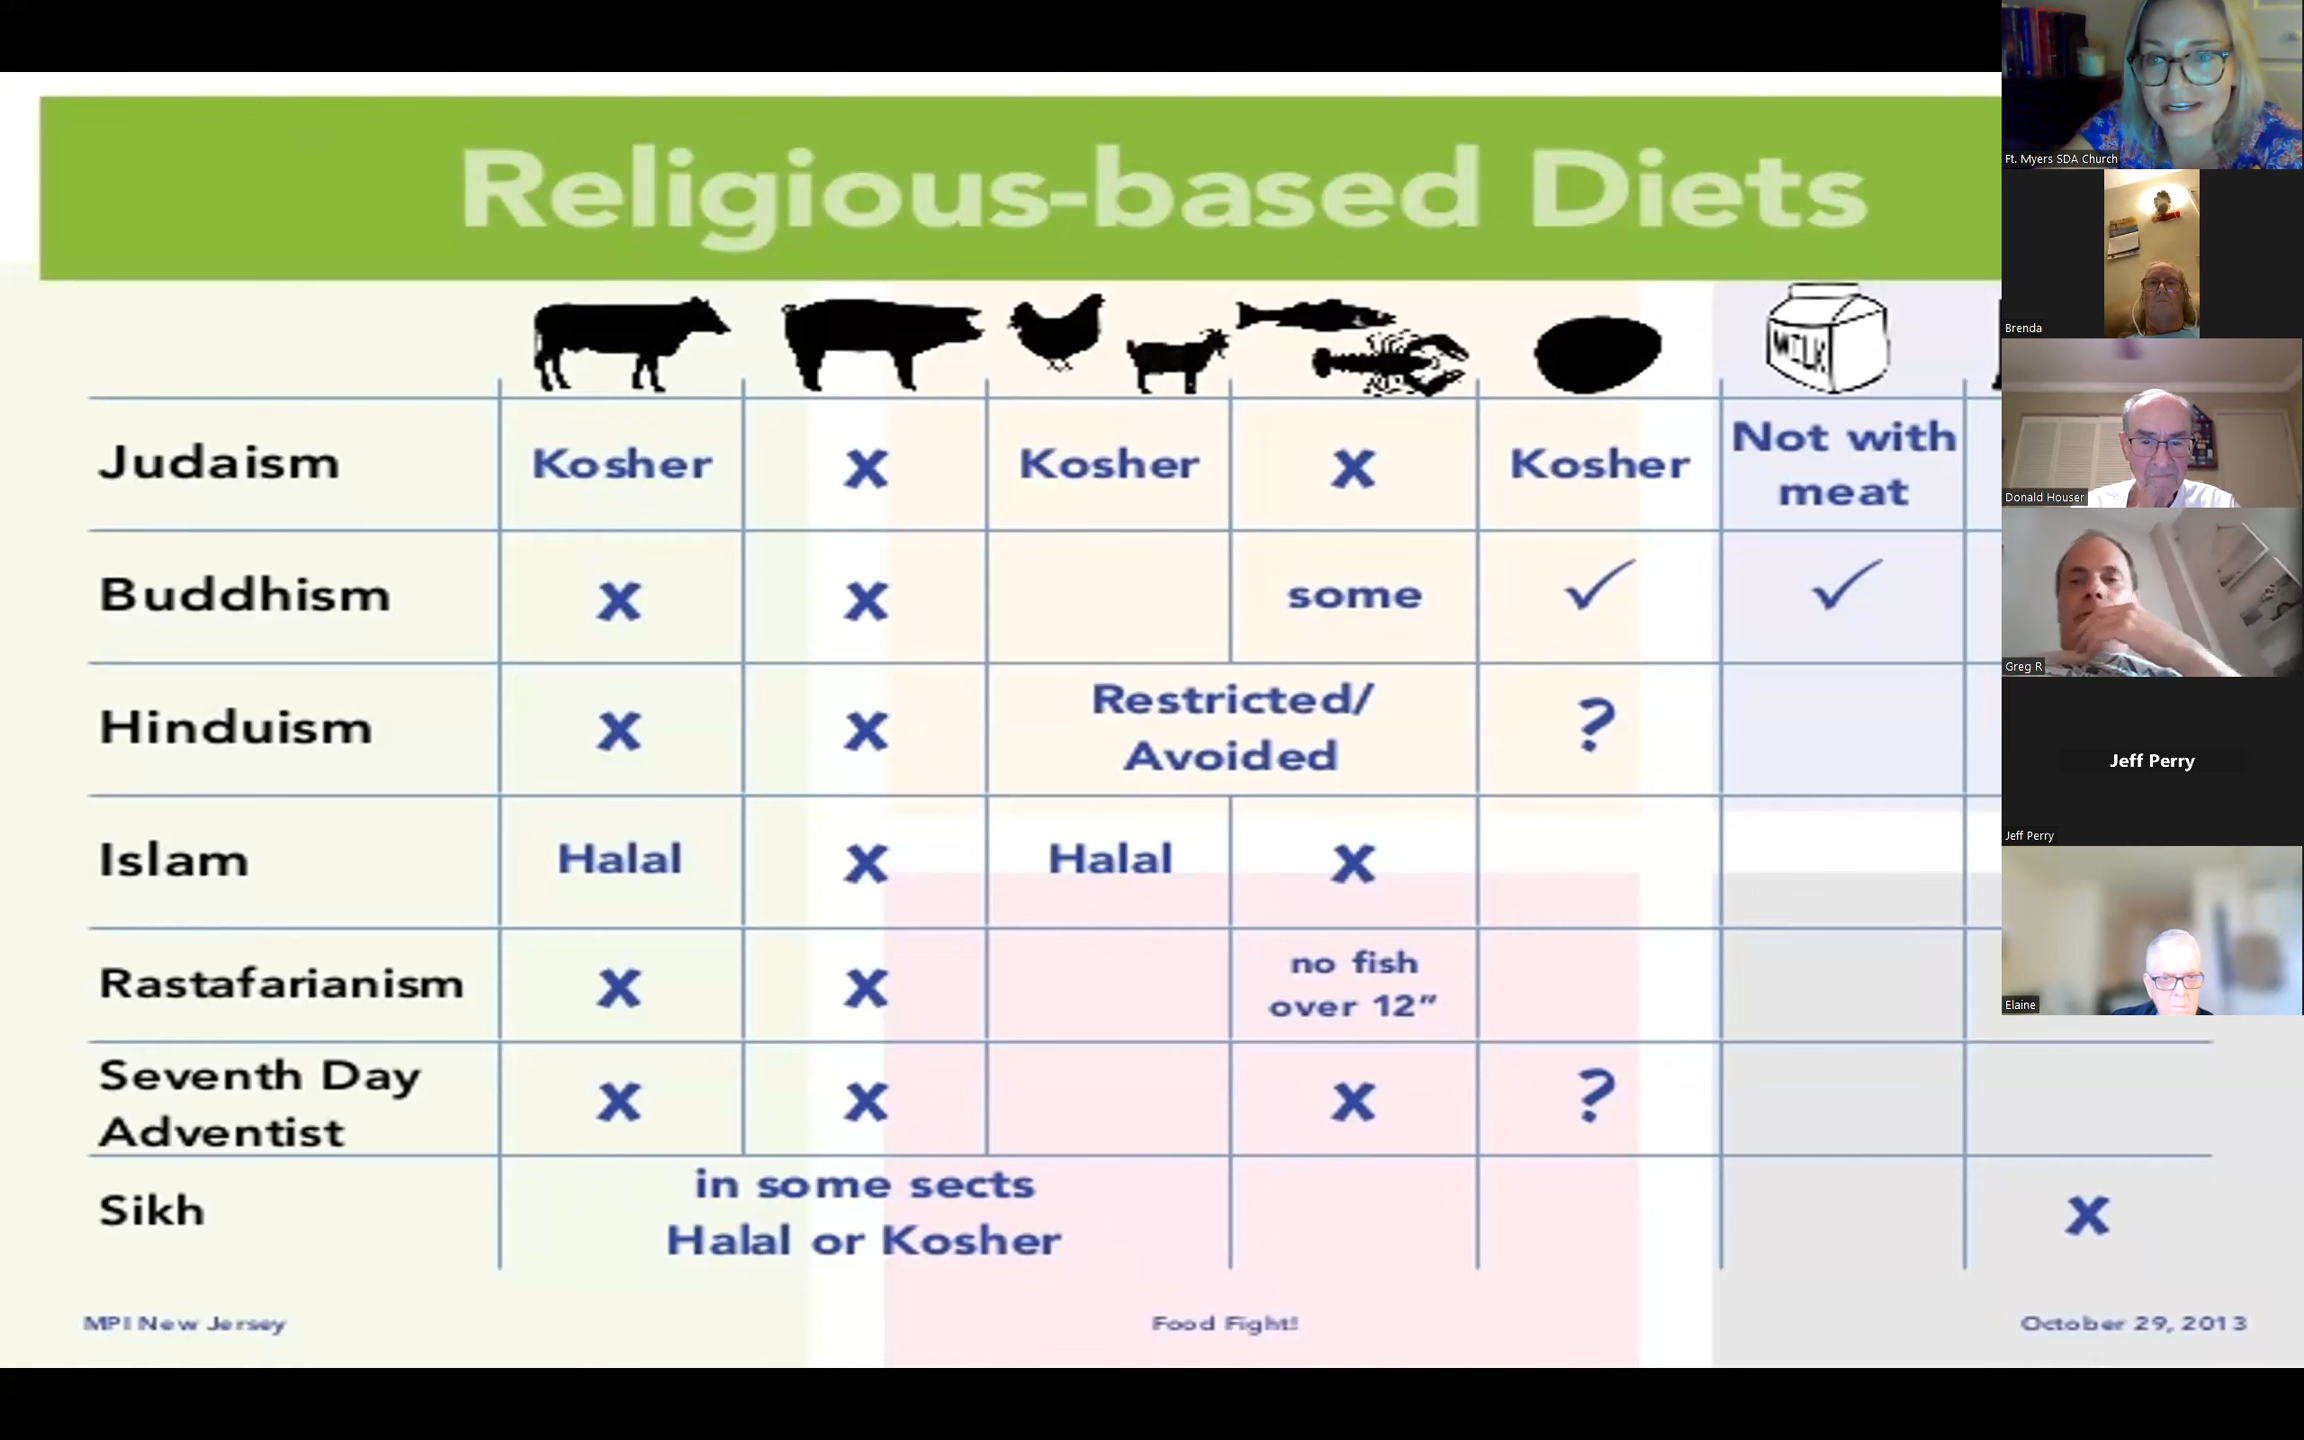 Religious-based Diets
MILK
Judaism Kosher x Kosher x Kosher Not with
meat
Buddhism x x some ✓ ✓
Hinduism x x Restricted/
Avoided ?
Islam Halal x Halal x
Rastafarianism x x no fish
over 12”
Seventh Day
Adventist x x x ?
Sikh in some sects
Halal or Kosher x
MPI New Jersey Food Fight! October 29, 2013
Ft. Myers SDA Church
Brenda
Donald Houser
Greg R
Jeff Perry
Jeff Perry
Elaine